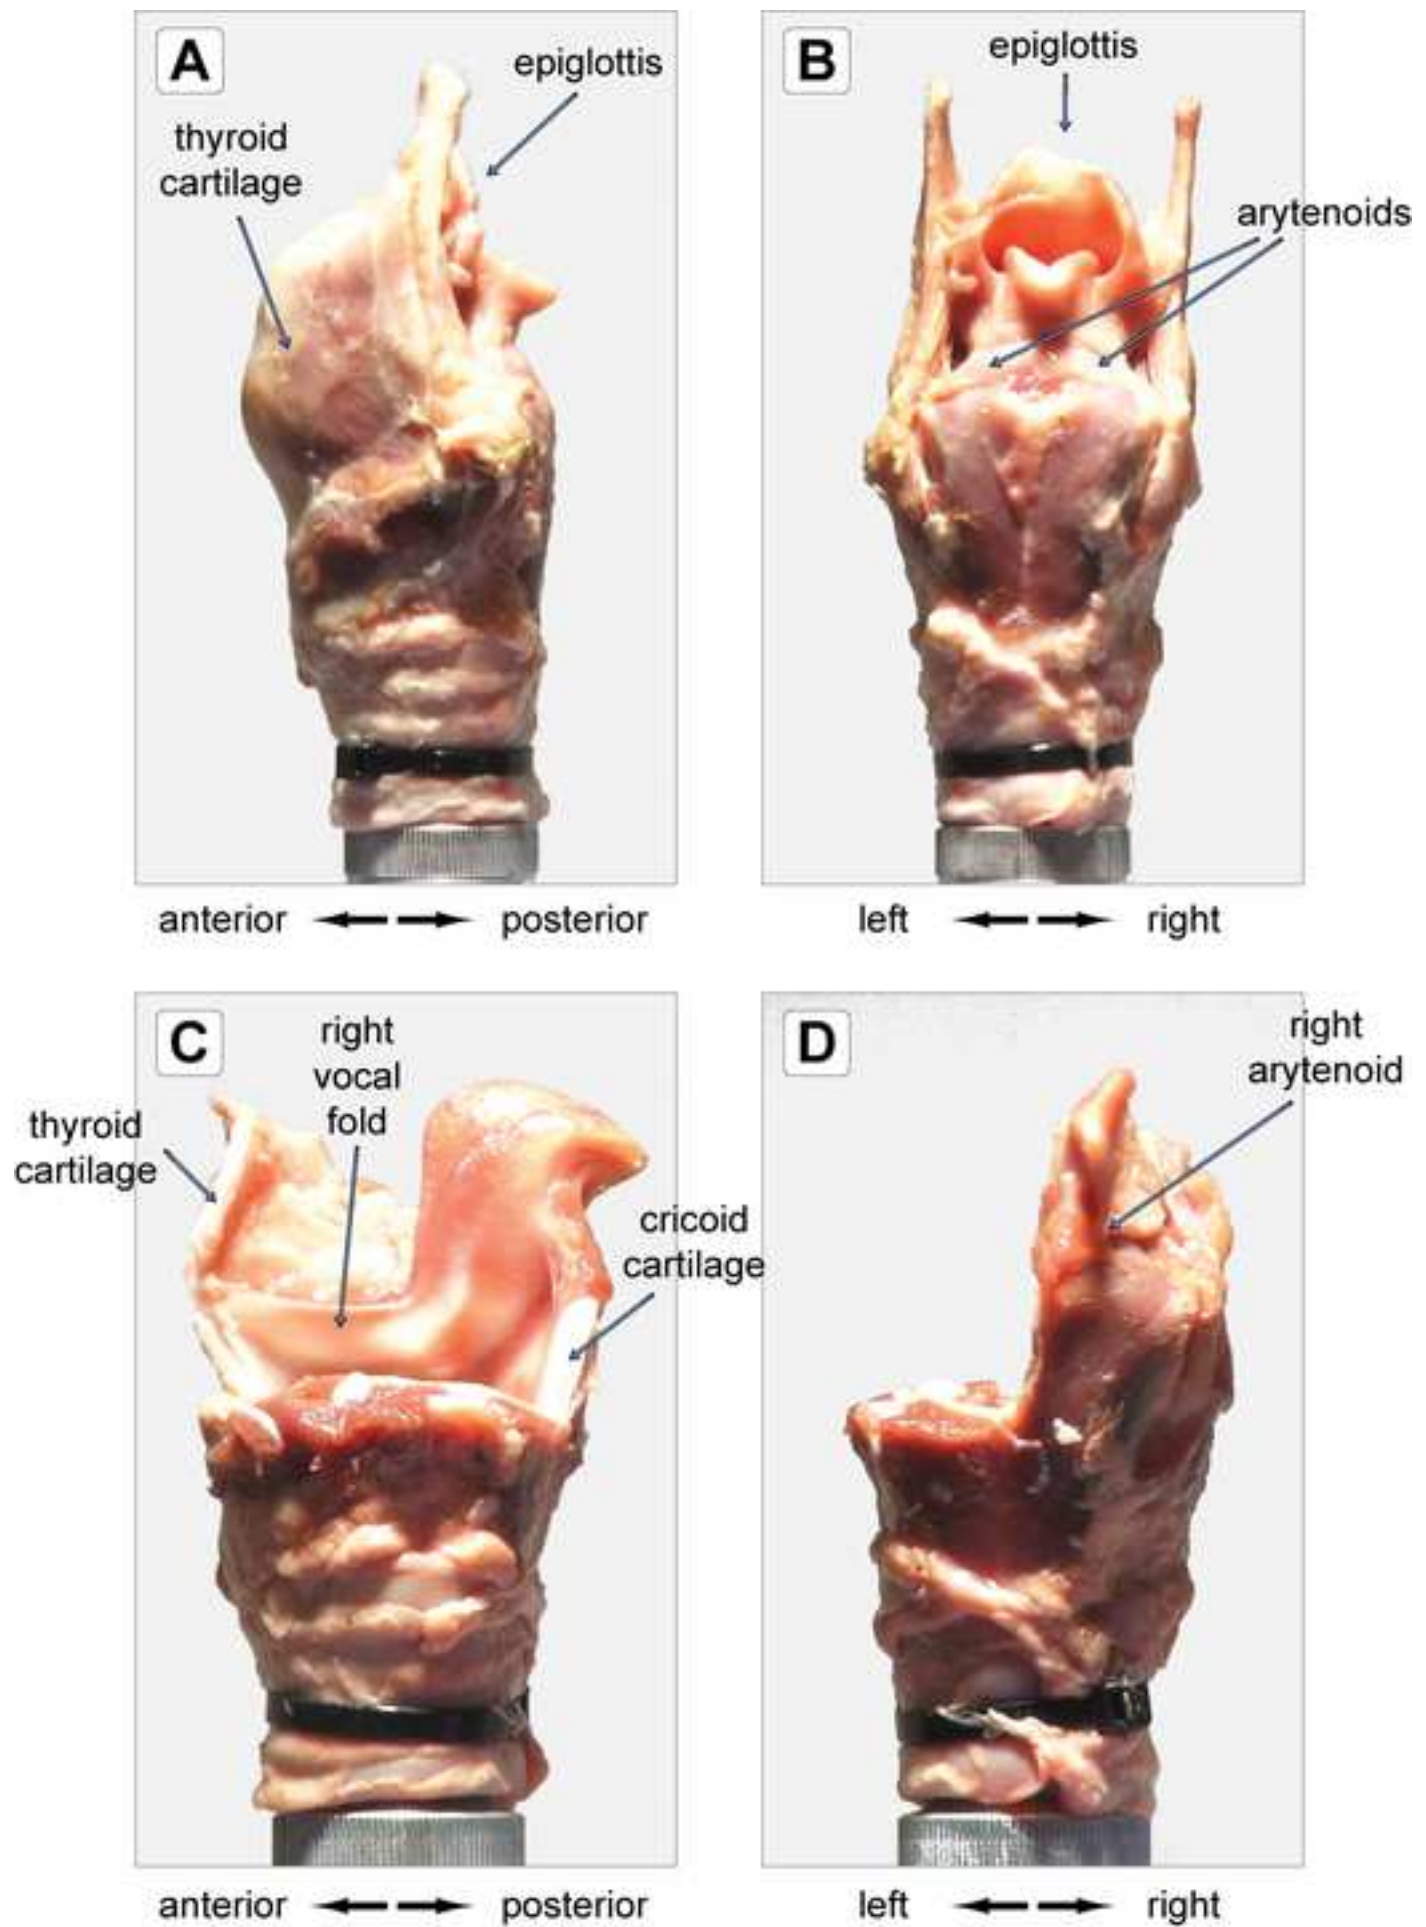 A
epiglottis
thyroid
cartilage
anterior
posterior
B
epiglottis
arytenoids
left
right
C
right
vocal
fold
thyroid
cartilage
cricoid
cartilage
anterior
posterior
D
right
arytenoid
left
right